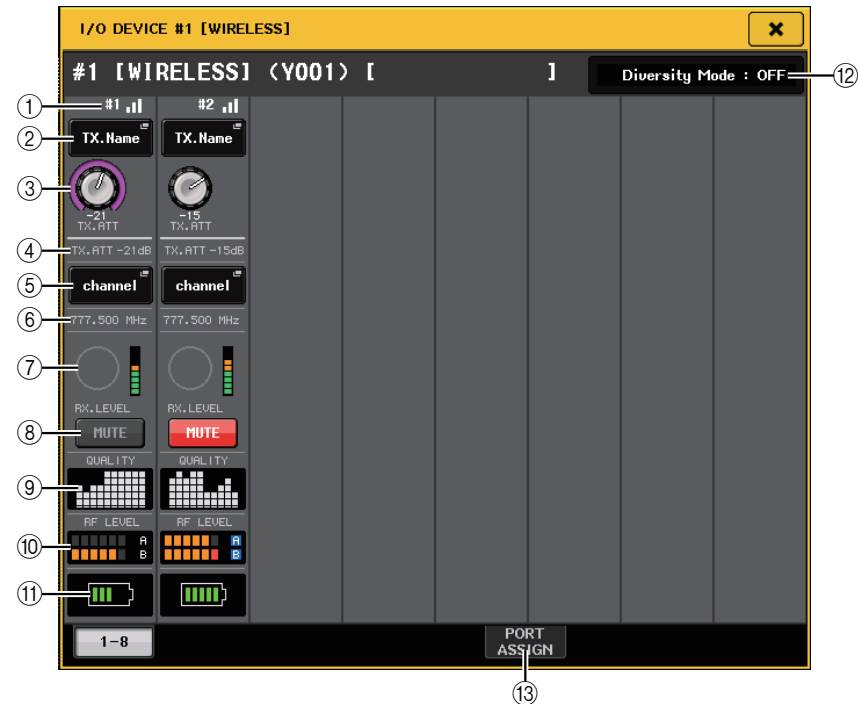 I/O DEVICE #1 [WIRELESS]
#1 [WIRELESS] (Y001) [ ]
Diversity Mode : OFF
⑫
① #1 #2
② TX.Name TX.Name
③
-21 -15
TX.ATT TX.ATT
④ TX.ATT -21dB TX.ATT -15dB
⑤ channel channel
⑥ 777.500 MHz 777.500 MHz
⑦
RX.LEVEL RX.LEVEL
⑧ MUTE MUTE
QUALITY QUALITY
⑨
RF LEVEL RF LEVEL
⑩ A A
B B
⑪
1-8
PORT
ASSIGN
⑬